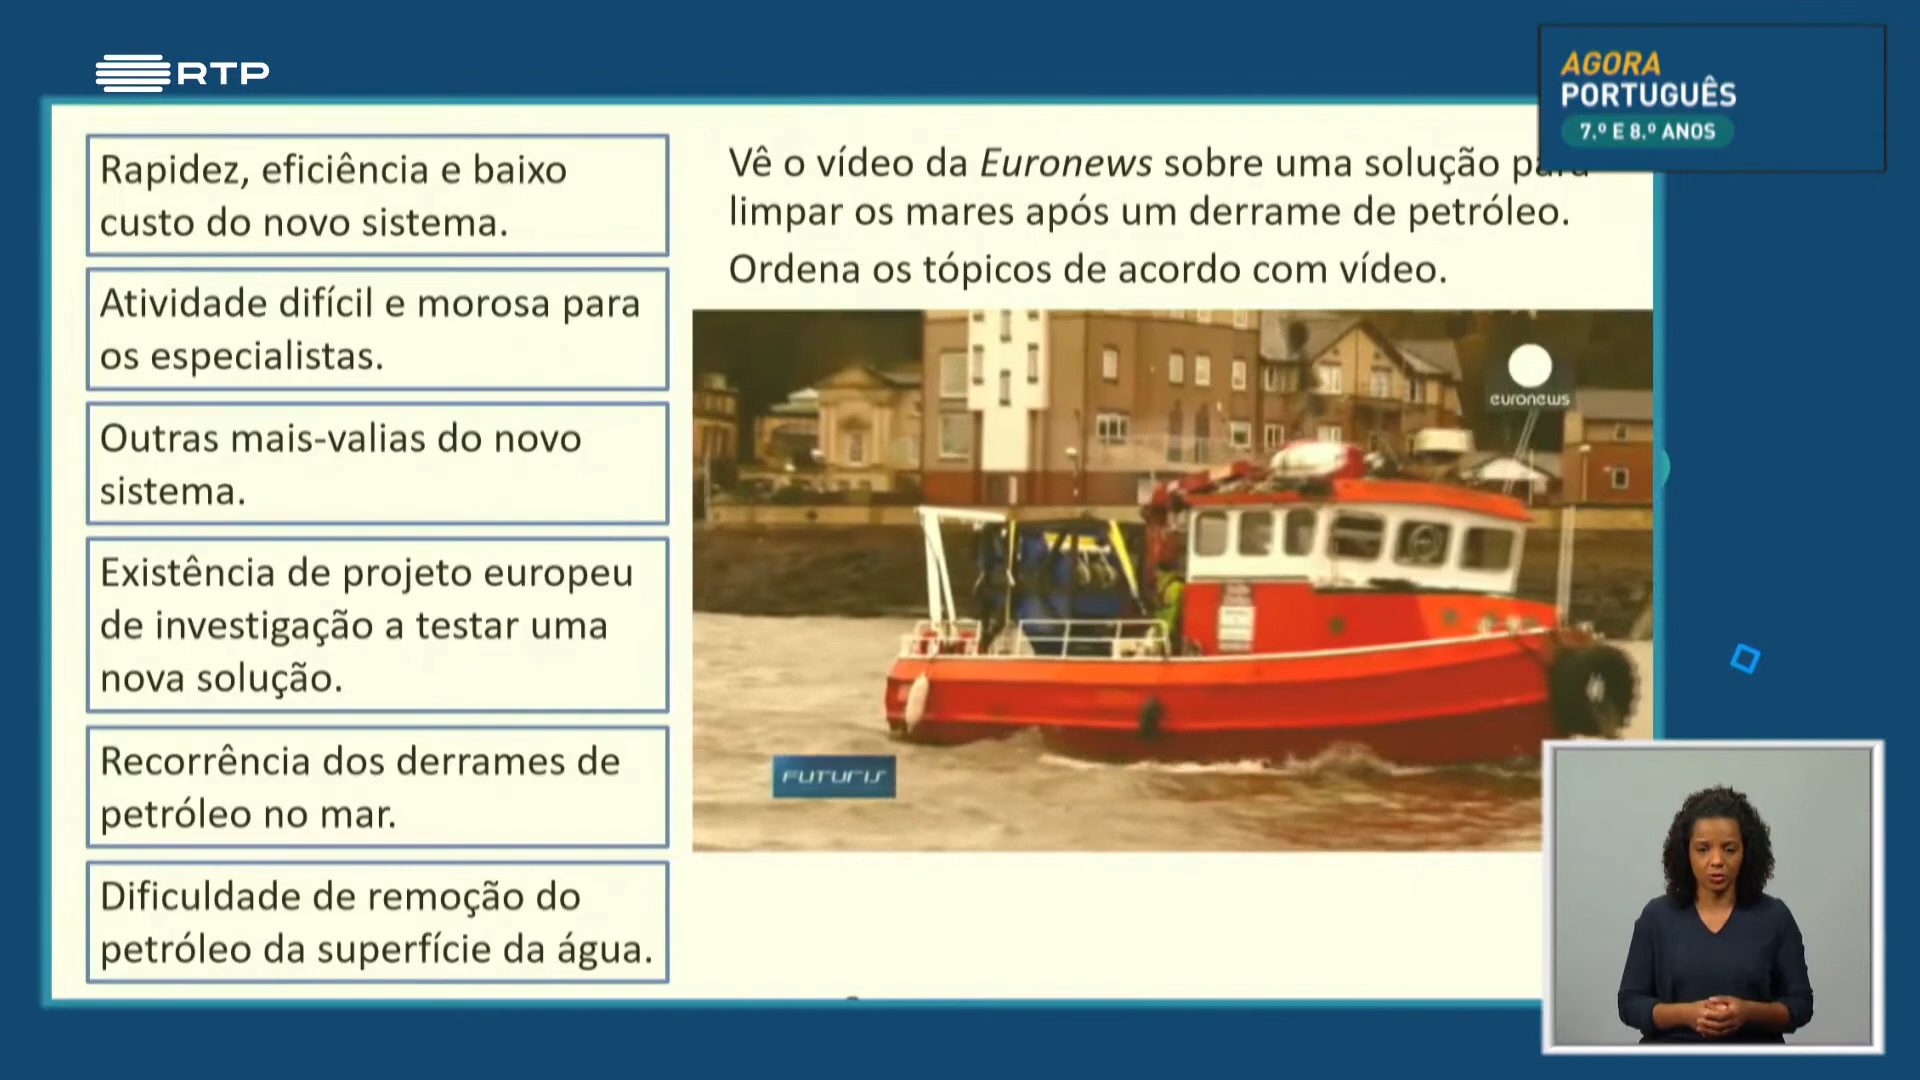 RTP
AGORA
PORTUGUÊS
7.º E 8.º ANOS
Rapidez, eficiência e baixo
custo do novo sistema.
Atividade difícil e morosa para
os especialistas.
Outras mais-valias do novo
sistema.
Existência de projeto europeu
de investigação a testar uma
nova solução.
Recorrência dos derrames de
petróleo no mar.
Dificuldade de remoção do
petróleo da superfície da água.
Vê o vídeo da Euronews sobre uma solução para
limpar os mares após um derrame de petróleo.
Ordena os tópicos de acordo com vídeo.
euronews
FUTURIS